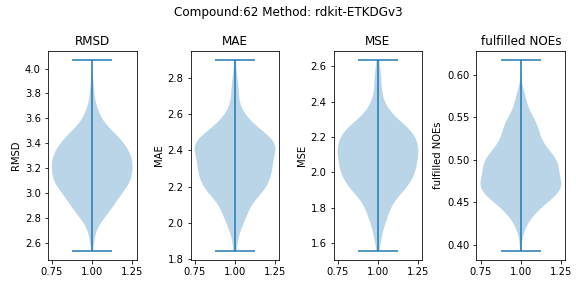 Compound:62 Method: rdkit-ETKDGv3
RMSD
MAE
MSE
fulfilled NOEs
RMSD
4.0
3.8
3.6
3.4
3.2
3.0
2.8
2.6
0.75 1.00 1.25
MAE
2.8
2.6
2.4
2.2
2.0
1.8
0.75 1.00 1.25
MSE
2.6
2.4
2.2
2.0
1.8
1.6
0.75 1.00 1.25
fulfilled NOEs
0.60
0.55
0.50
0.45
0.40
0.75 1.00 1.25